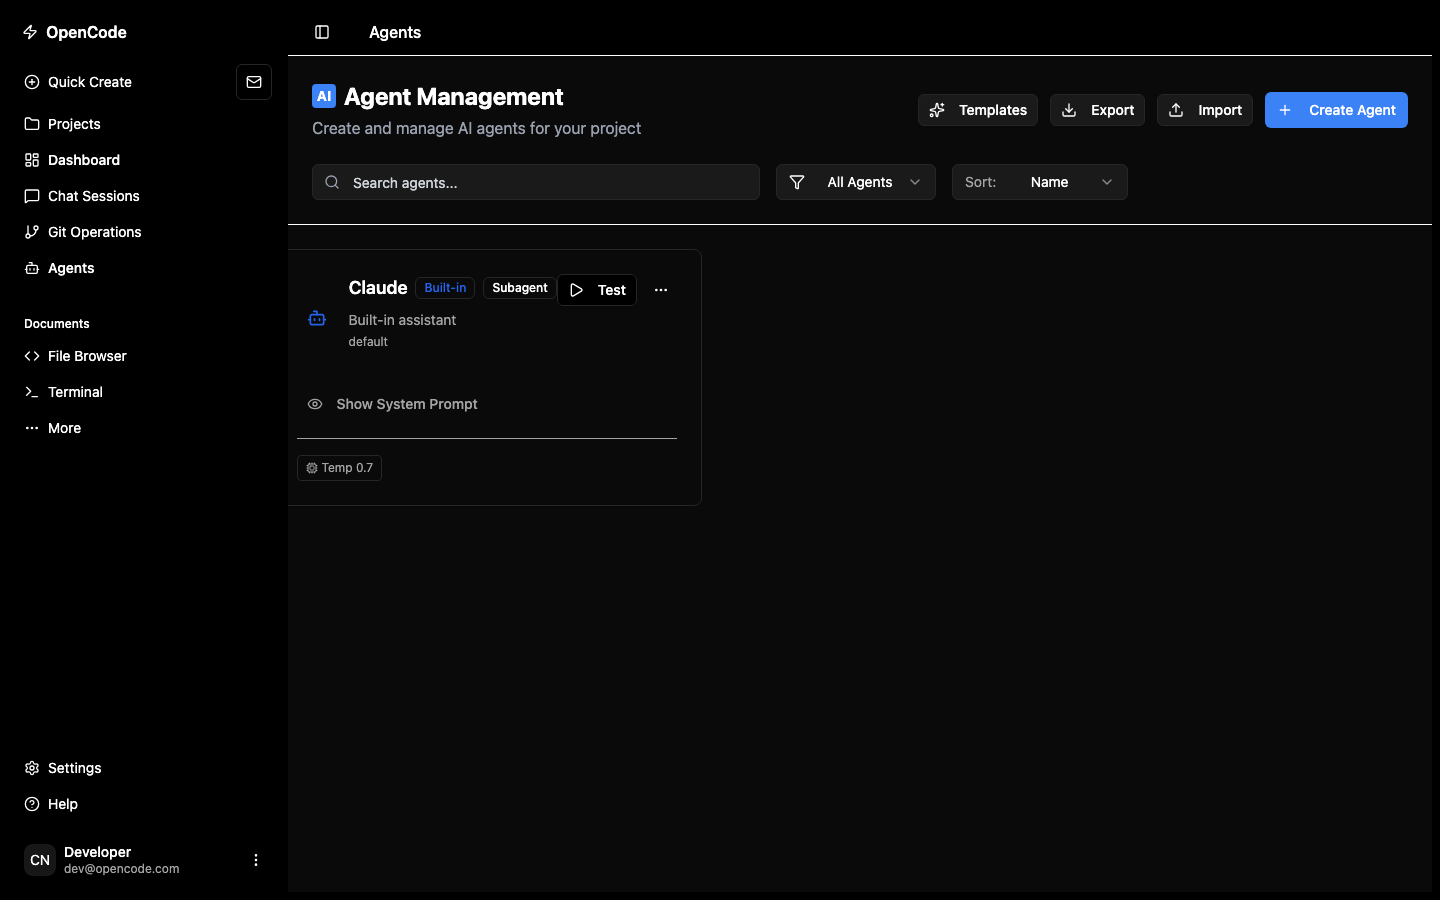 OpenCode
Quick Create
Projects
Dashboard
Chat Sessions
Git Operations
Agents
Documents
File Browser
Terminal
More
Settings
Help
CN
Developer
dev@opencode.com
Agents
AI Agent Management
Create and manage AI agents for your project
Templates
Export
Import
Create Agent
Search agents...
All Agents
Sort: Name
Claude Built-in Subagent Test
Built-in assistant
default
Show System Prompt
Temp 0.7